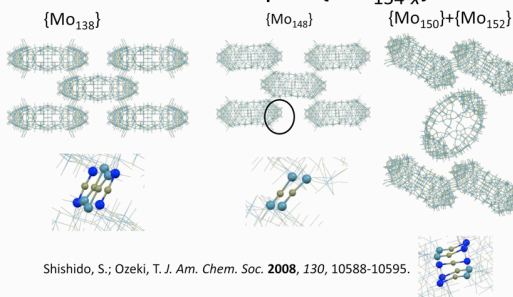 {Mo138}
{Mo148}
{Mo150}+{Mo152}
Shishido, S.; Ozeki, T. J. Am. Chem. Soc. 2008, 130, 10588-10595.